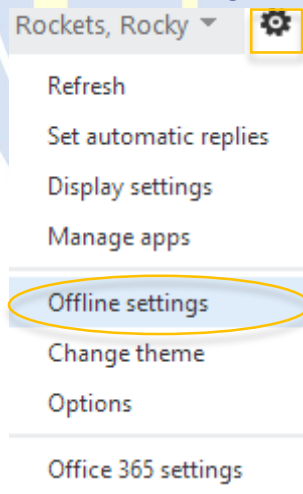 Rockets, Rocky
Refresh
Set automatic replies
Display settings
Manage apps
Offline settings
Change theme
Options
Office 365 settings